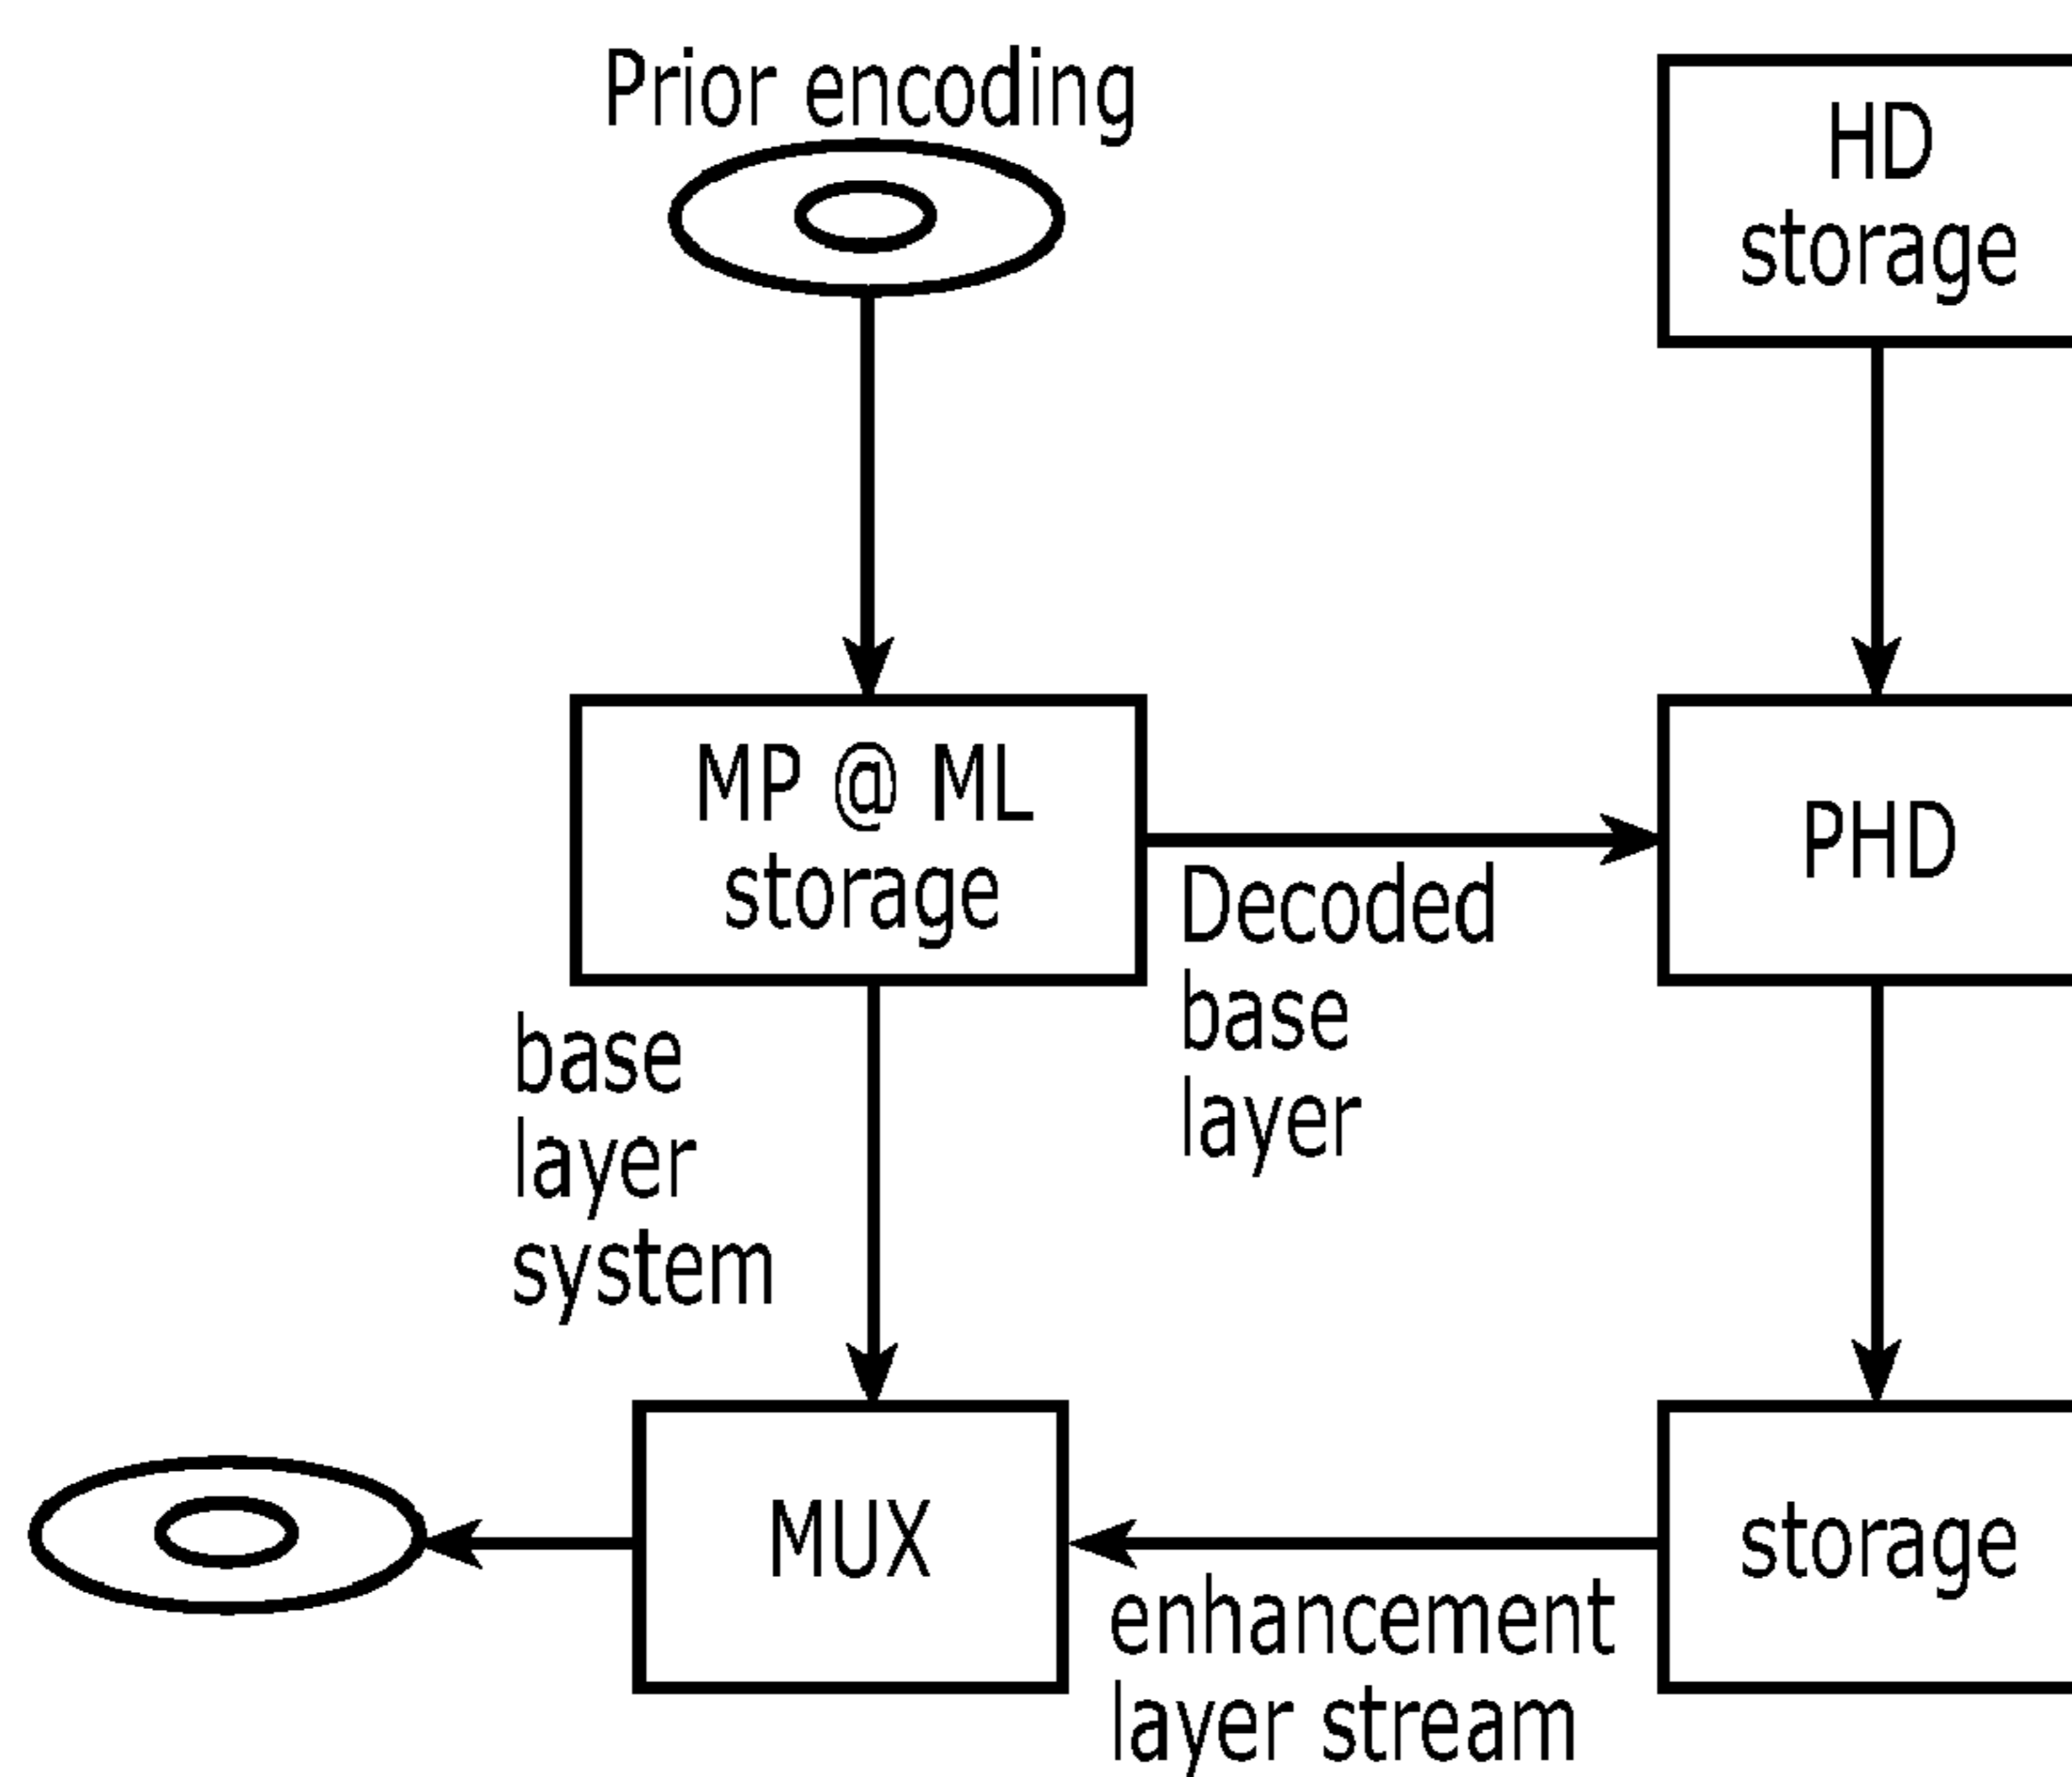 Prior encoding
HD
storage
MP @ ML
storage
PHD
Decoded
base
layer
base
layer
system
MUX
storage
enhancement
layer stream